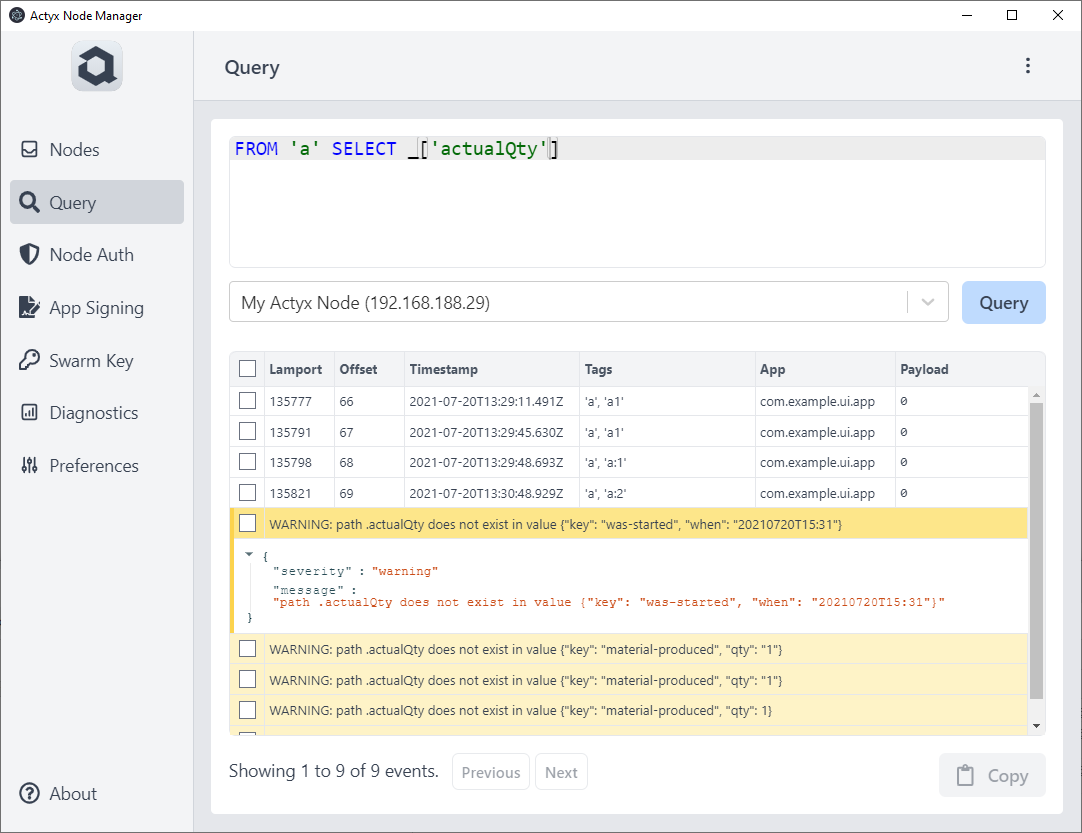 Actyx Node Manager
Query
Nodes
Query
Node Auth
App Signing
Swarm Key
Diagnostics
Preferences
About
FROM 'a' SELECT _['actualQty']
My Actyx Node (192.168.188.29)
Query
Lamport Offset Timestamp Tags App Payload
135777 66 2021-07-20T13:29:11.491Z 'a', 'a1' com.example.ui.app 0
135791 67 2021-07-20T13:29:45.630Z 'a', 'a1' com.example.ui.app 0
135798 68 2021-07-20T13:29:48.693Z 'a', 'a:1' com.example.ui.app 0
135821 69 2021-07-20T13:30:48.929Z 'a', 'a:2' com.example.ui.app 0
WARNING: path .actualQty does not exist in value {"key": "was-started", "when": "20210720T15:31"}
{
"severity" : "warning"
"message" :
"path .actualQty does not exist in value {"key": "was-started", "when": "20210720T15:31"}"
}
WARNING: path .actualQty does not exist in value {"key": "material-produced", "qty": "1"}
WARNING: path .actualQty does not exist in value {"key": "material-produced", "qty": "1"}
WARNING: path .actualQty does not exist in value {"key": "material-produced", "qty": 1}
Showing 1 to 9 of 9 events.
Previous
Next
Copy